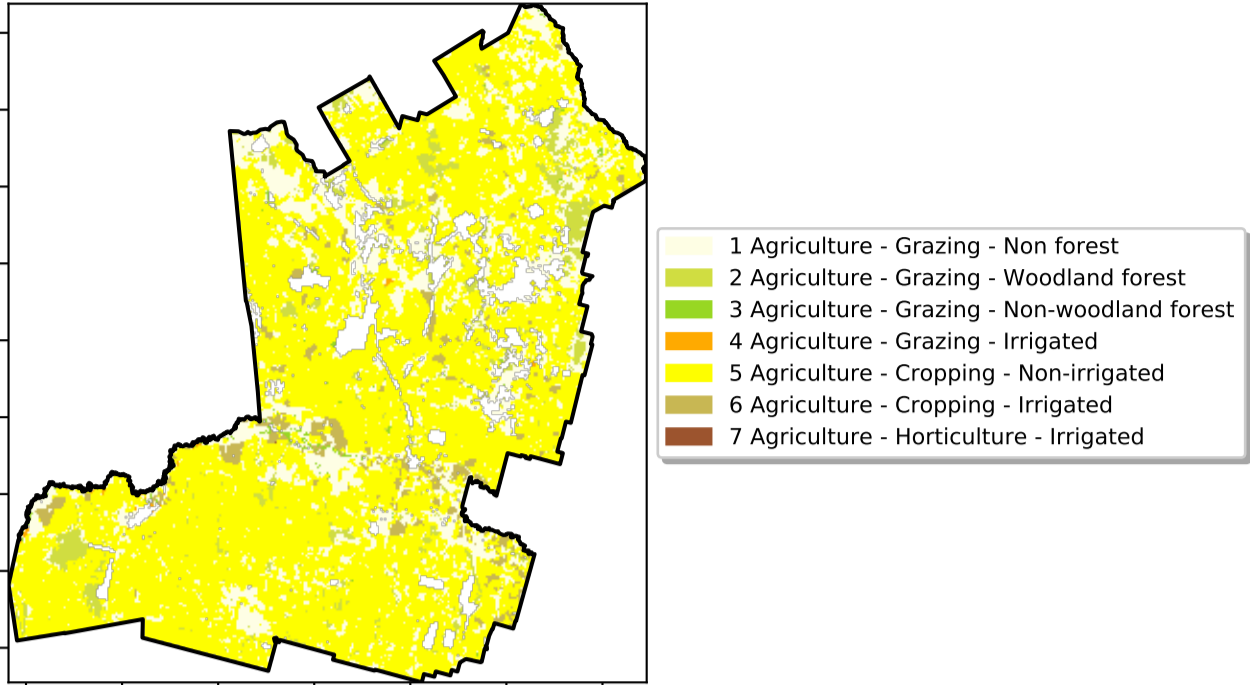 1 Agriculture - Grazing - Non forest
2 Agriculture - Grazing - Woodland forest
3 Agriculture - Grazing - Non-woodland forest
4 Agriculture - Grazing - Irrigated
5 Agriculture - Cropping - Non-irrigated
6 Agriculture - Cropping - Irrigated
7 Agriculture - Horticulture - Irrigated